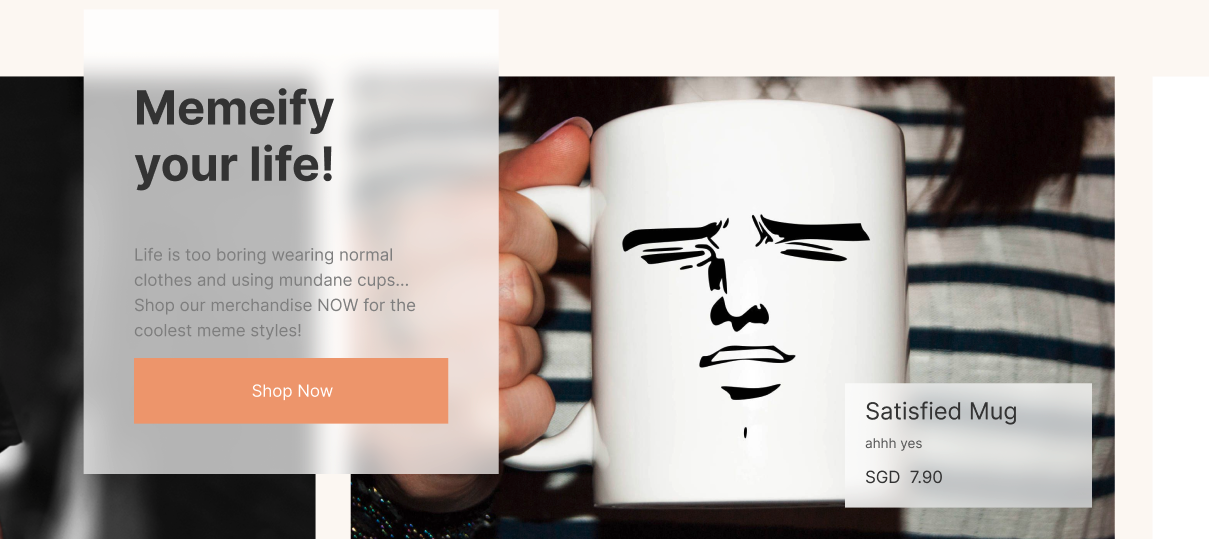 Memeify
your life!
Life is too boring wearing normal
clothes and using mundane cups...
Shop our merchandise NOW for the
coolest meme styles!
Shop Now
Satisfied Mug
ahhh yes
SGD 7.90